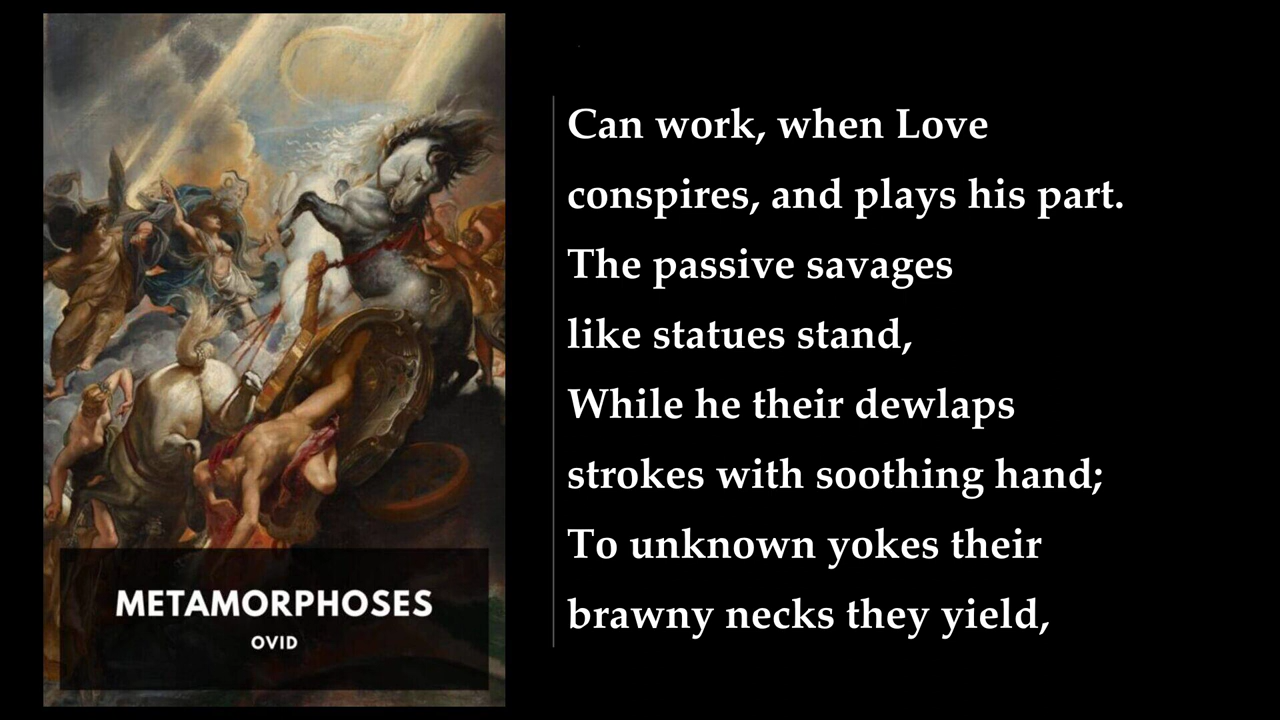 METAMORPHOSES
OVID
Can work, when Love
conspires, and plays his part.
The passive savages
like statues stand,
While he their dewlaps
strokes with soothing hand;
To unknown yokes their
brawny necks they yield,